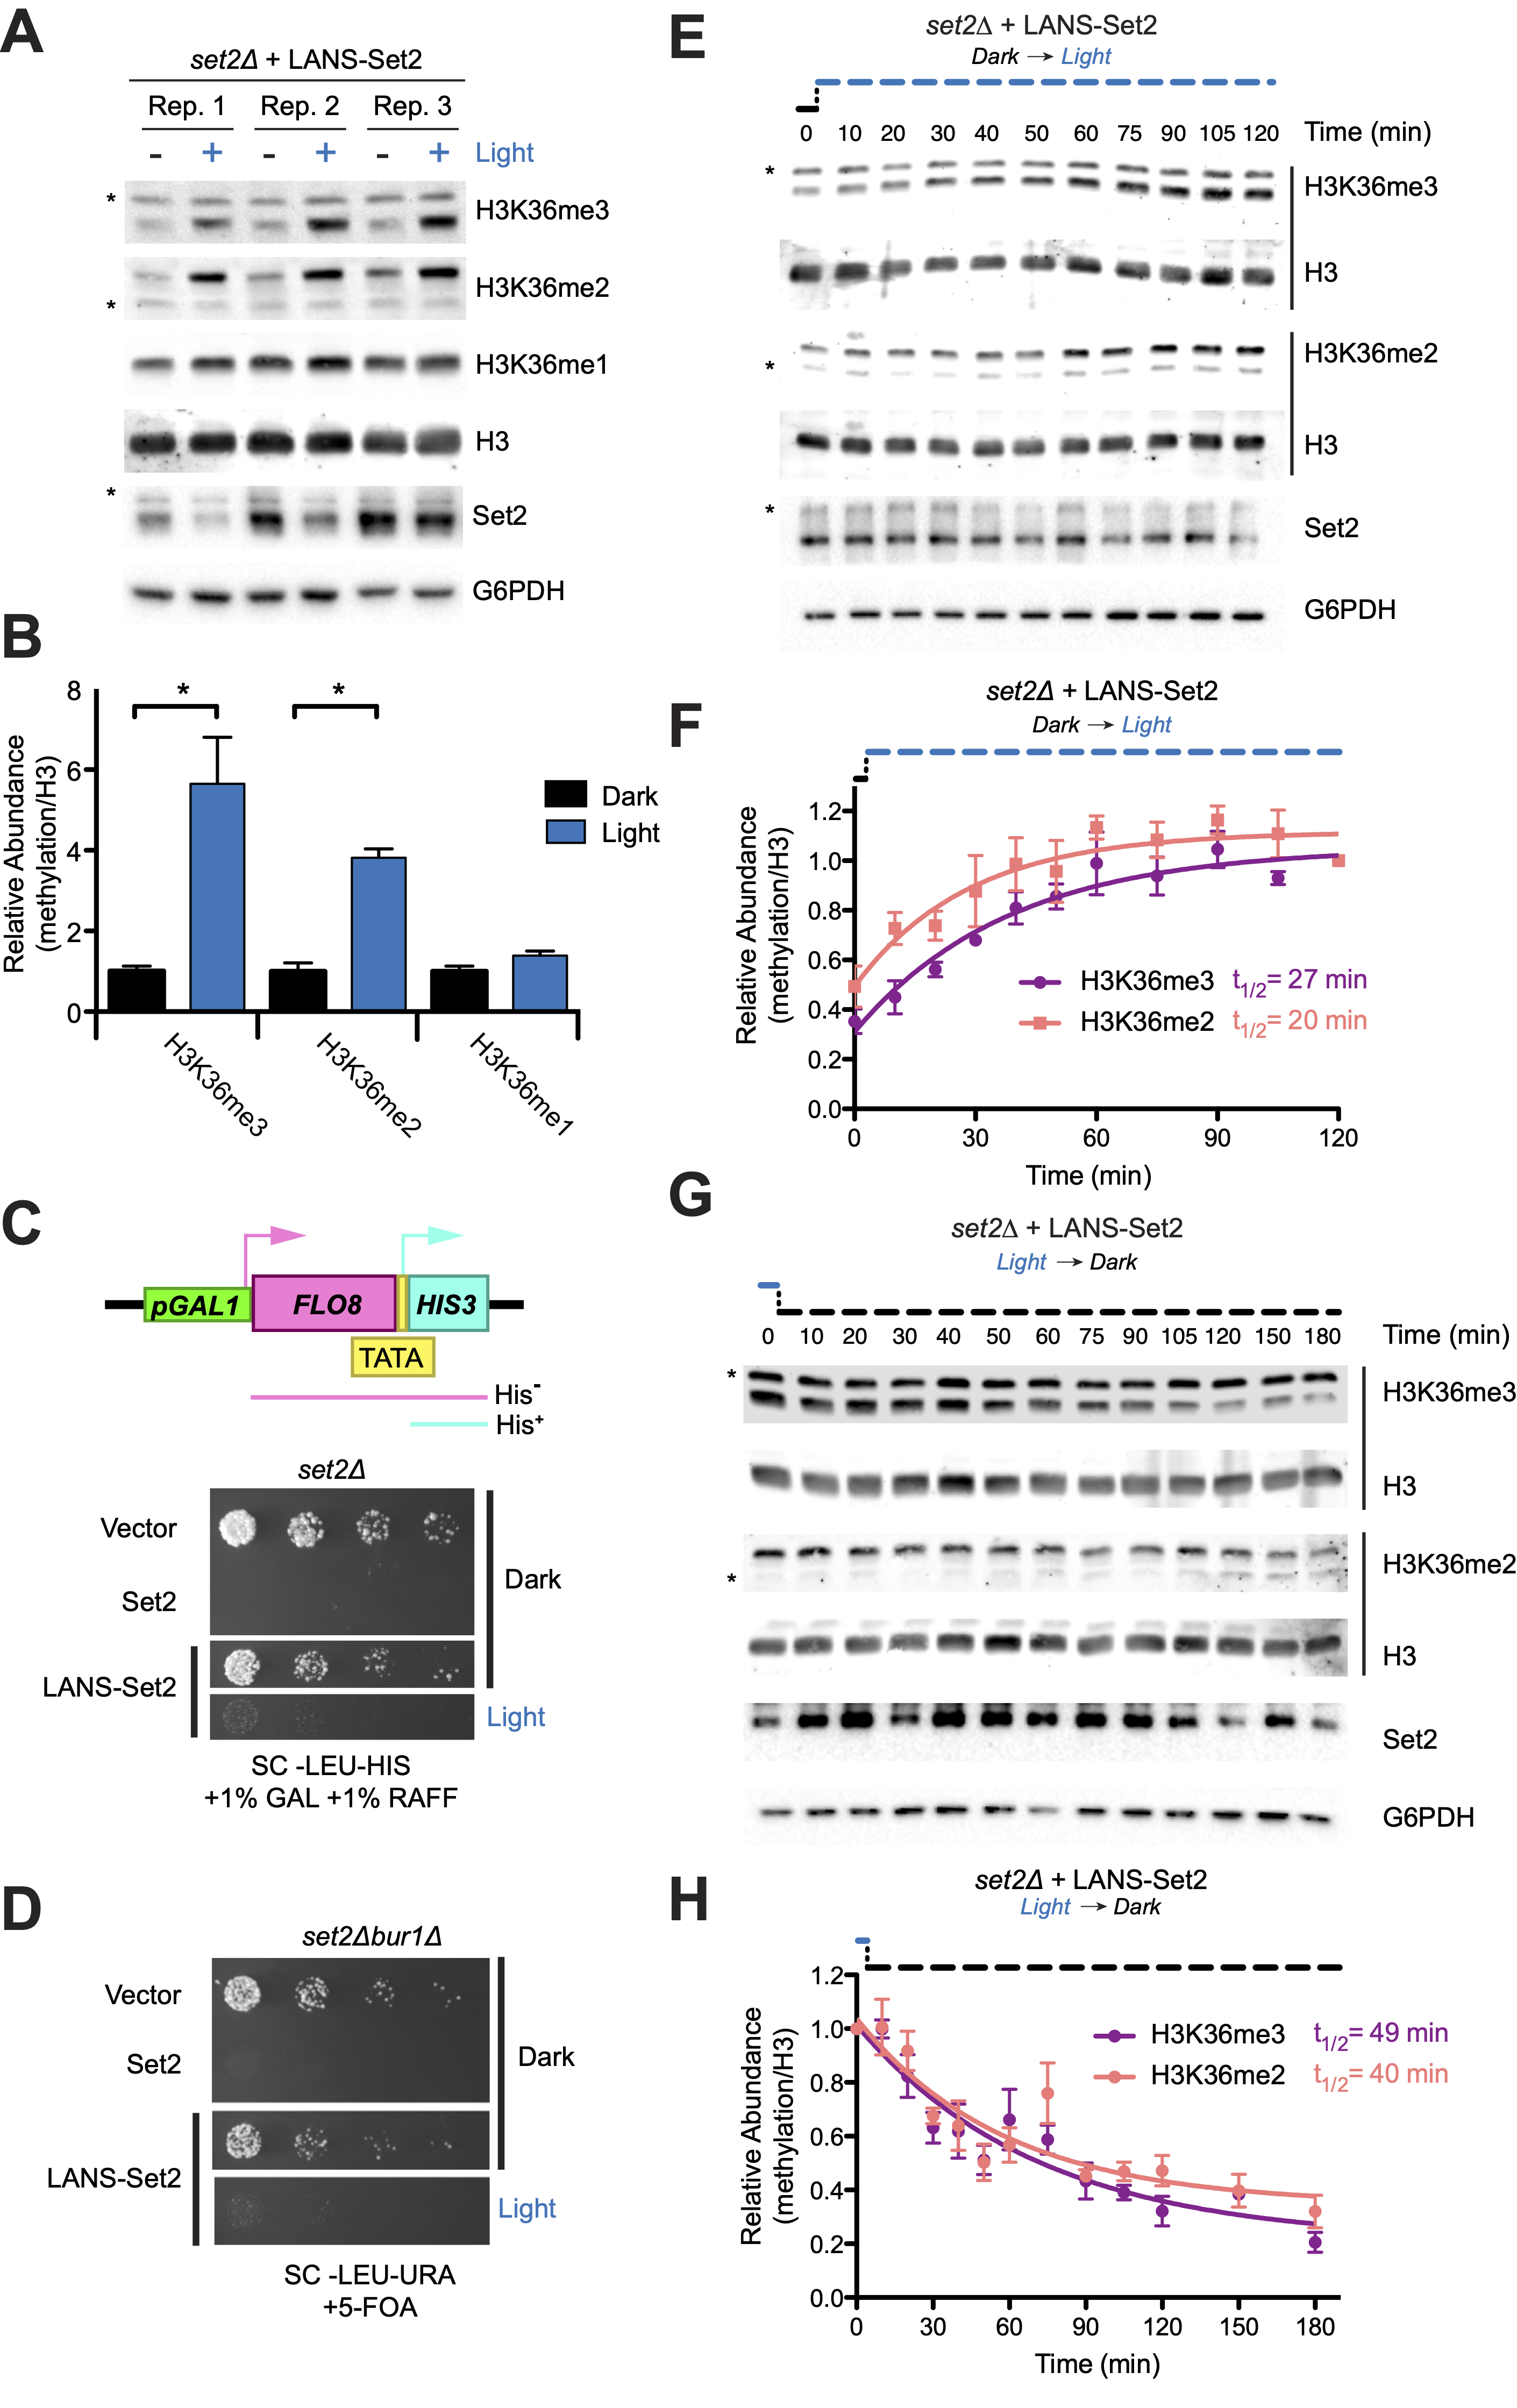 A
set2Δ + LANS-Set2
Rep. 1 Rep. 2 Rep. 3
- + - + - + Light
* H3K36me3
H3K36me2
*
H3K36me1
H3
* Set2
G6PDH
B
Relative Abundance
(methylation/H3)
8
6
4
2
0
* *
Dark
Light
H3K36me3 H3K36me2 H3K36me1
C
pGAL1 FLO8 HIS3
TATA
His-
His+
set2Δ
Vector
Set2
Dark
LANS-Set2
Light
SC -LEU-HIS
+1% GAL +1% RAFF
D
set2Δbur1Δ
Vector
Set2
Dark
LANS-Set2
Light
SC -LEU-URA
+5-FOA
E
set2Δ + LANS-Set2
Dark → Light
0 10 20 30 40 50 60 75 90 105 120 Time (min)
* H3K36me3
H3
H3K36me2
*
H3
* Set2
G6PDH
F
set2Δ + LANS-Set2
Dark → Light
Relative Abundance
(methylation/H3)
1.2
1.0
0.8
0.6
0.4
0.2
0.0
H3K36me3 t1/2= 27 min
H3K36me2 t1/2= 20 min
0 30 60 90 120
Time (min)
G
set2Δ + LANS-Set2
Light → Dark
0 10 20 30 40 50 60 75 90 105 120 150 180 Time (min)
* H3K36me3
H3
H3K36me2
*
H3
Set2
G6PDH
H
set2Δ + LANS-Set2
Light → Dark
Relative Abundance
(methylation/H3)
1.2
1.0
0.8
0.6
0.4
0.2
0.0
H3K36me3 t1/2= 49 min
H3K36me2 t1/2= 40 min
0 30 60 90 120 150 180
Time (min)